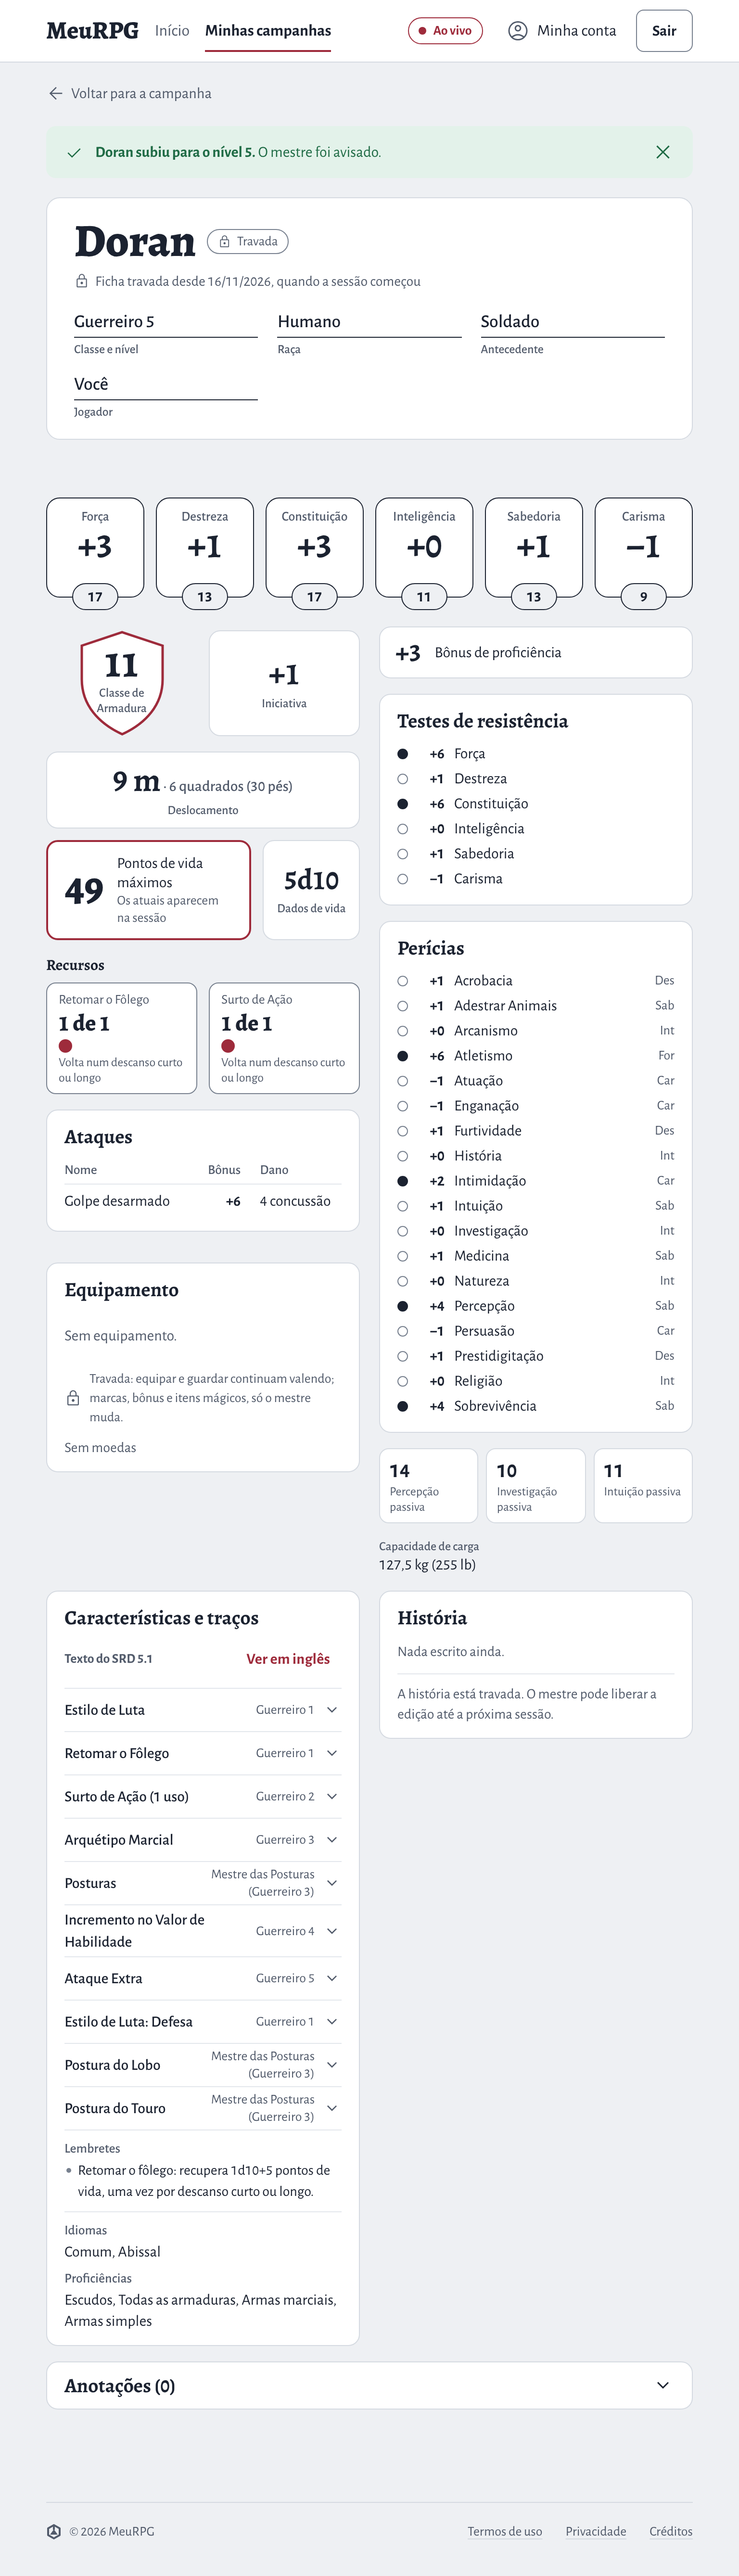 MeuRPG
Início
Minhas campanhas
Ao vivo
Minha conta
Sair
Voltar para a campanha
Doran subiu para o nível 5. O mestre foi avisado.
Doran
Travada
Ficha travada desde 16/11/2026, quando a sessão começou
Guerreiro 5
Classe e nível
Humano
Raça
Soldado
Antecedente
Você
Jogador
Força
+3
17
Destreza
+1
13
Constituição
+3
17
Inteligência
+0
11
Sabedoria
+1
13
Carisma
−1
9
11
Classe de
Armadura
+1
Iniciativa
9 m · 6 quadrados (30 pés)
Deslocamento
49
Pontos de vida
máximos
Os atuais aparecem
na sessão
5d10
Dados de vida
Recursos
Retomar o Fôlego
1 de 1
Volta num descanso curto
ou longo
Surto de Ação
1 de 1
Volta num descanso curto
ou longo
Ataques
Nome Bônus Dano
Golpe desarmado +6 4 concussão
Equipamento
Sem equipamento.
Travada: equipar e guardar continuam valendo;
marcas, bônus e itens mágicos, só o mestre
muda.
Sem moedas
+3 Bônus de proficiência
Testes de resistência
+6 Força
+1 Destreza
+6 Constituição
+0 Inteligência
+1 Sabedoria
−1 Carisma
Perícias
+1 Acrobacia Des
+1 Adestrar Animais Sab
+0 Arcanismo Int
+6 Atletismo For
−1 Atuação Car
−1 Enganação Car
+1 Furtividade Des
+0 História Int
+2 Intimidação Car
+1 Intuição Sab
+0 Investigação Int
+1 Medicina Sab
+0 Natureza Int
+4 Percepção Sab
−1 Persuasão Car
+1 Prestidigitação Des
+0 Religião Int
+4 Sobrevivência Sab
14
Percepção
passiva
10
Investigação
passiva
11
Intuição passiva
Capacidade de carga
127,5 kg (255 lb)
Características e traços
Texto do SRD 5.1 Ver em inglês
Estilo de Luta Guerreiro 1
Retomar o Fôlego Guerreiro 1
Surto de Ação (1 uso) Guerreiro 2
Arquétipo Marcial Guerreiro 3
Posturas Mestre das Posturas
(Guerreiro 3)
Incremento no Valor de
Habilidade Guerreiro 4
Ataque Extra Guerreiro 5
Estilo de Luta: Defesa Guerreiro 1
Postura do Lobo Mestre das Posturas
(Guerreiro 3)
Postura do Touro Mestre das Posturas
(Guerreiro 3)
Lembretes
Retomar o fôlego: recupera 1d10+5 pontos de
vida, uma vez por descanso curto ou longo.
Idiomas
Comum, Abissal
Proficiências
Escudos, Todas as armaduras, Armas marciais,
Armas simples
História
Nada escrito ainda.
A história está travada. O mestre pode liberar a
edição até a próxima sessão.
Anotações (0)
© 2026 MeuRPG
Termos de uso
Privacidade
Créditos